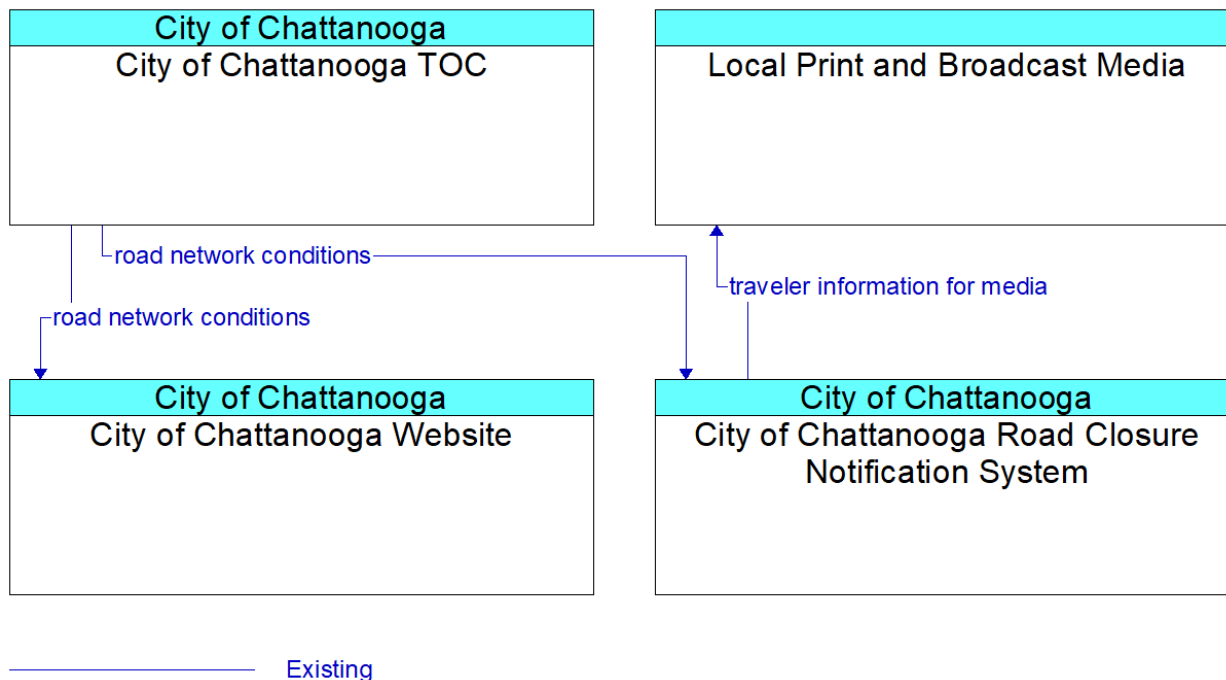 City of Chattanooga
City of Chattanooga TOC
Local Print and Broadcast Media
road network conditions
traveler information for media
road network conditions
City of Chattanooga
City of Chattanooga Website
City of Chattanooga
City of Chattanooga Road Closure
Notification System
Existing